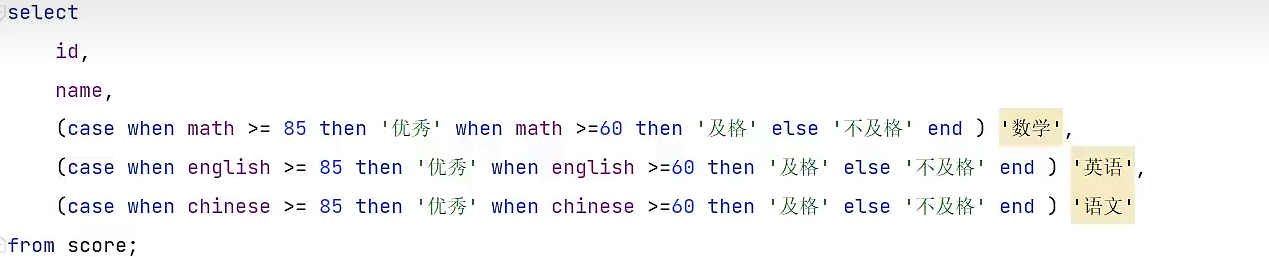 select
id,
name,
(case when math >= 85 then '优秀' when math >=60 then '及格' else '不及格' end ) '数学',
(case when english >= 85 then '优秀' when english >=60 then '及格' else '不及格' end ) '英语',
(case when chinese >= 85 then '优秀' when chinese >=60 then '及格' else '不及格' end ) '语文'
from score;